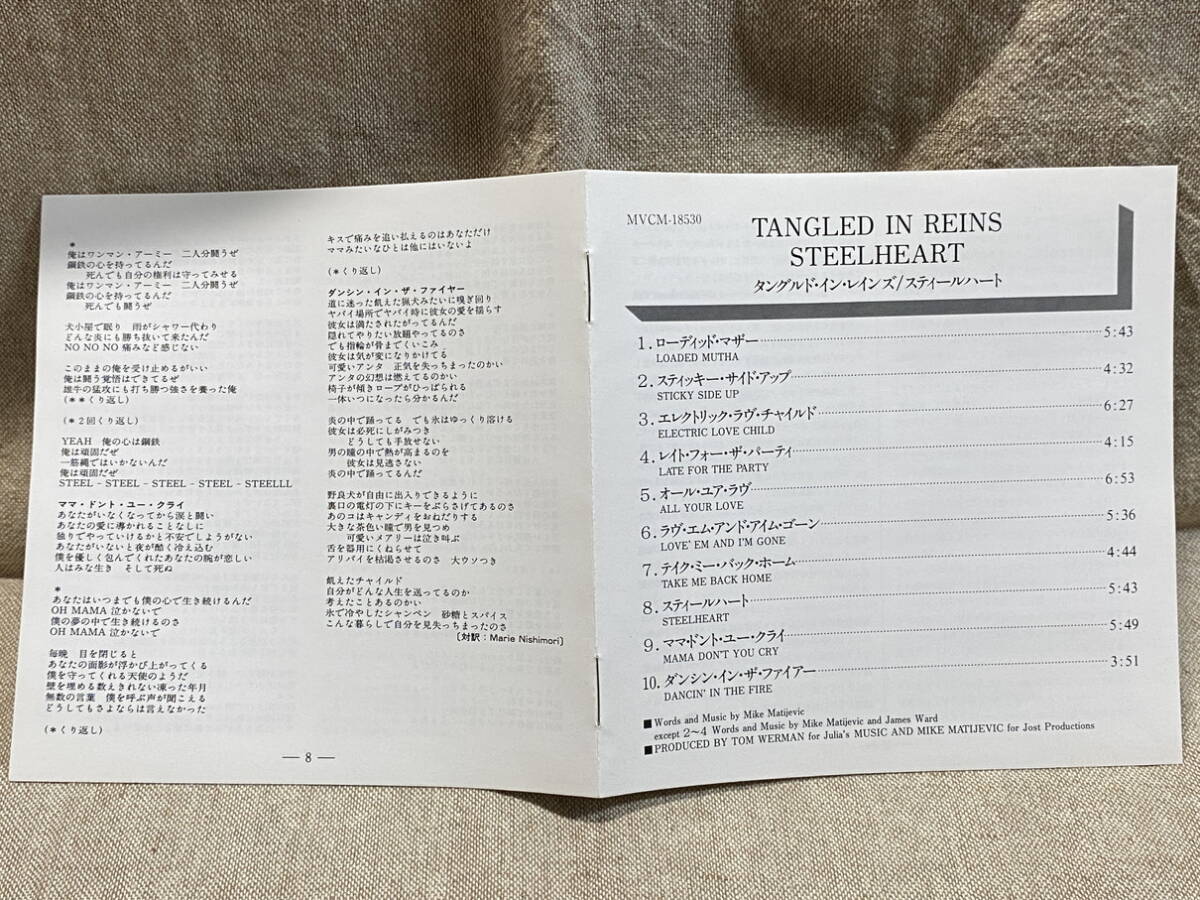 *
俺はワンマン・アーミー 二人分闘うぜ
鋼鉄の心を持ってるんだ
死んでも自分の権利は守ってみせる
俺はワンマン・アーミー 二人分闘うぜ
鋼鉄の心を持ってるんだ
死んでも闘うぜ
犬小屋で眠り 雨がシャワー代わり
どんな炎にも勝ち抜いて来たんだ
NO NO NO 痛みなど感じない
このままの俺を受け止めるがいい
俺は闘う覚悟はできてるぜ
雄牛の猛攻にも打ち勝つ強さを養った俺
(**くり返し)
(*2回くり返し)
YEAH 俺の心は鋼鉄
俺は頑固だぜ
一筋縄ではいかないんだ
俺は頑固だぜ
STEEL - STEEL - STEEL - STEEL - STEELLL
ママ・ドント・ユー・クライ
あなたがいなくなってから涙と闘い
あなたの愛に導かれることなしに
独りでやっていけるかと不安でしようがない
あなたがいないと夜が酷く冷え込む
僕を優しく包んでくれたあなたの腕が恋しい
人はみな生き そして死ぬ
*
あなたはいつまでも僕の心で生き続けるんだ
OH MAMA 泣かないで
僕の夢の中で生き続けるのさ
OH MAMA 泣かないで
毎晩 目を閉じると
あなたの面影が浮かび上がってくる
僕を守ってくれる天使のようだ
壁を埋める数えきれない凍った年月
無数の言葉 僕を呼ぶ声が聞こえる
どうしてもさよならは言えなかった
(*くり返し)
キスで痛みを追い払えるのはあなただけ
ママみたいなひとは他にはいないよ
(*くり返し)
ダンシン・イン・ザ・ファイヤー
道に迷った飢えた猟犬みたいに嗅ぎ回り
ヤバイ場所でヤバイ時に彼女の愛を揺らす
彼女は満たされたがってるんだ
隠れてやりたい放題やってるのさ
でも指輪が骨までくいこみ
彼女は気が変になりかけてる
可愛いアンタ 正気を失っちまったのかい
アンタの幻想は燃えてるのかい
椅子が傾きロープがひっぱられる
一体いつになったら分かるんだ
炎の中で踊ってる でも氷はゆっくり溶ける
彼女は必死にしがみつき
どうしても手放せない
男の瞳の中で熱が高まるのを
彼女は見逃さない
炎の中で踊ってるんだ
野良犬が自由に出入りできるように
裏口の電灯の下にキーをぶらさげてあるのさ
あのコはキャンディをおねだりする
大きな茶色い瞳で男を見つめ
可愛いメアリーは泣き叫ぶ
舌を器用にくねらせて
アリバイを枯渇させるのさ 大ウソつき
飢えたチャイルド
自分がどんな人生を送ってるのか
考えたことあるのかい
氷で冷やしたシャンペン 砂糖とスパイス
こんな暮らしで自分を見失っちまったのさ
〔対訳：Marie Nishimori〕
— 8 —
MVCM-18530
TANGLED IN REINS
STEELHEART
タングルド・イン・レインズ/スティールハート
1. ローディッド・マザー 5:43
LOADED MUTHA
2. スティッキー・サイド・アップ 4:32
STICKY SIDE UP
3. エレクトリック・ラヴ・チャイルド 6:27
ELECTRIC LOVE CHILD
4. レイト・フォー・ザ・パーティ 4:15
LATE FOR THE PARTY
5. オール・ユア・ラヴ 6:53
ALL YOUR LOVE
6. ラヴ・エム・アンド・アイム・ゴーン 5:36
LOVE' EM AND I'M GONE
7. テイク・ミー・バック・ホーム 4:44
TAKE ME BACK HOME
8. スティールハート 5:43
STEELHEART
9. ママ・ドント・ユー・クライ 5:49
MAMA DON'T YOU CRY
10. ダンシン・イン・ザ・ファイアー 3:51
DANCIN' IN THE FIRE
■ Words and Music by Mike Matijevic
except 2〜4 Words and Music by Mike Matijevic and James Ward
■ PRODUCED BY TOM WERMAN for Julia's MUSIC AND MIKE MATIJEVIC for Jost Productions